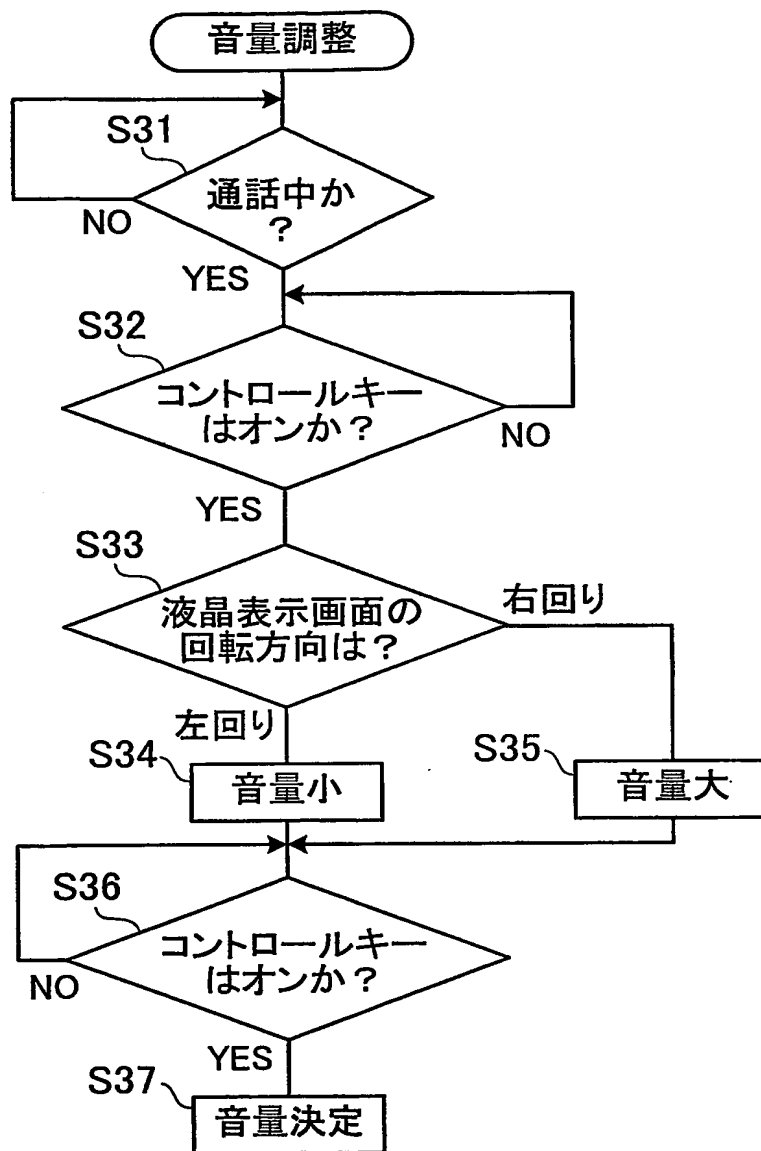 音量調整
S31
通話中か
?
NO
YES
S32
コントロールキー
はオンか?
NO
YES
S33
液晶表示画面の
回転方向は?
右回り
左回り
S34
音量小
S35
音量大
S36
コントロールキー
はオンか?
NO
YES
S37
音量決定